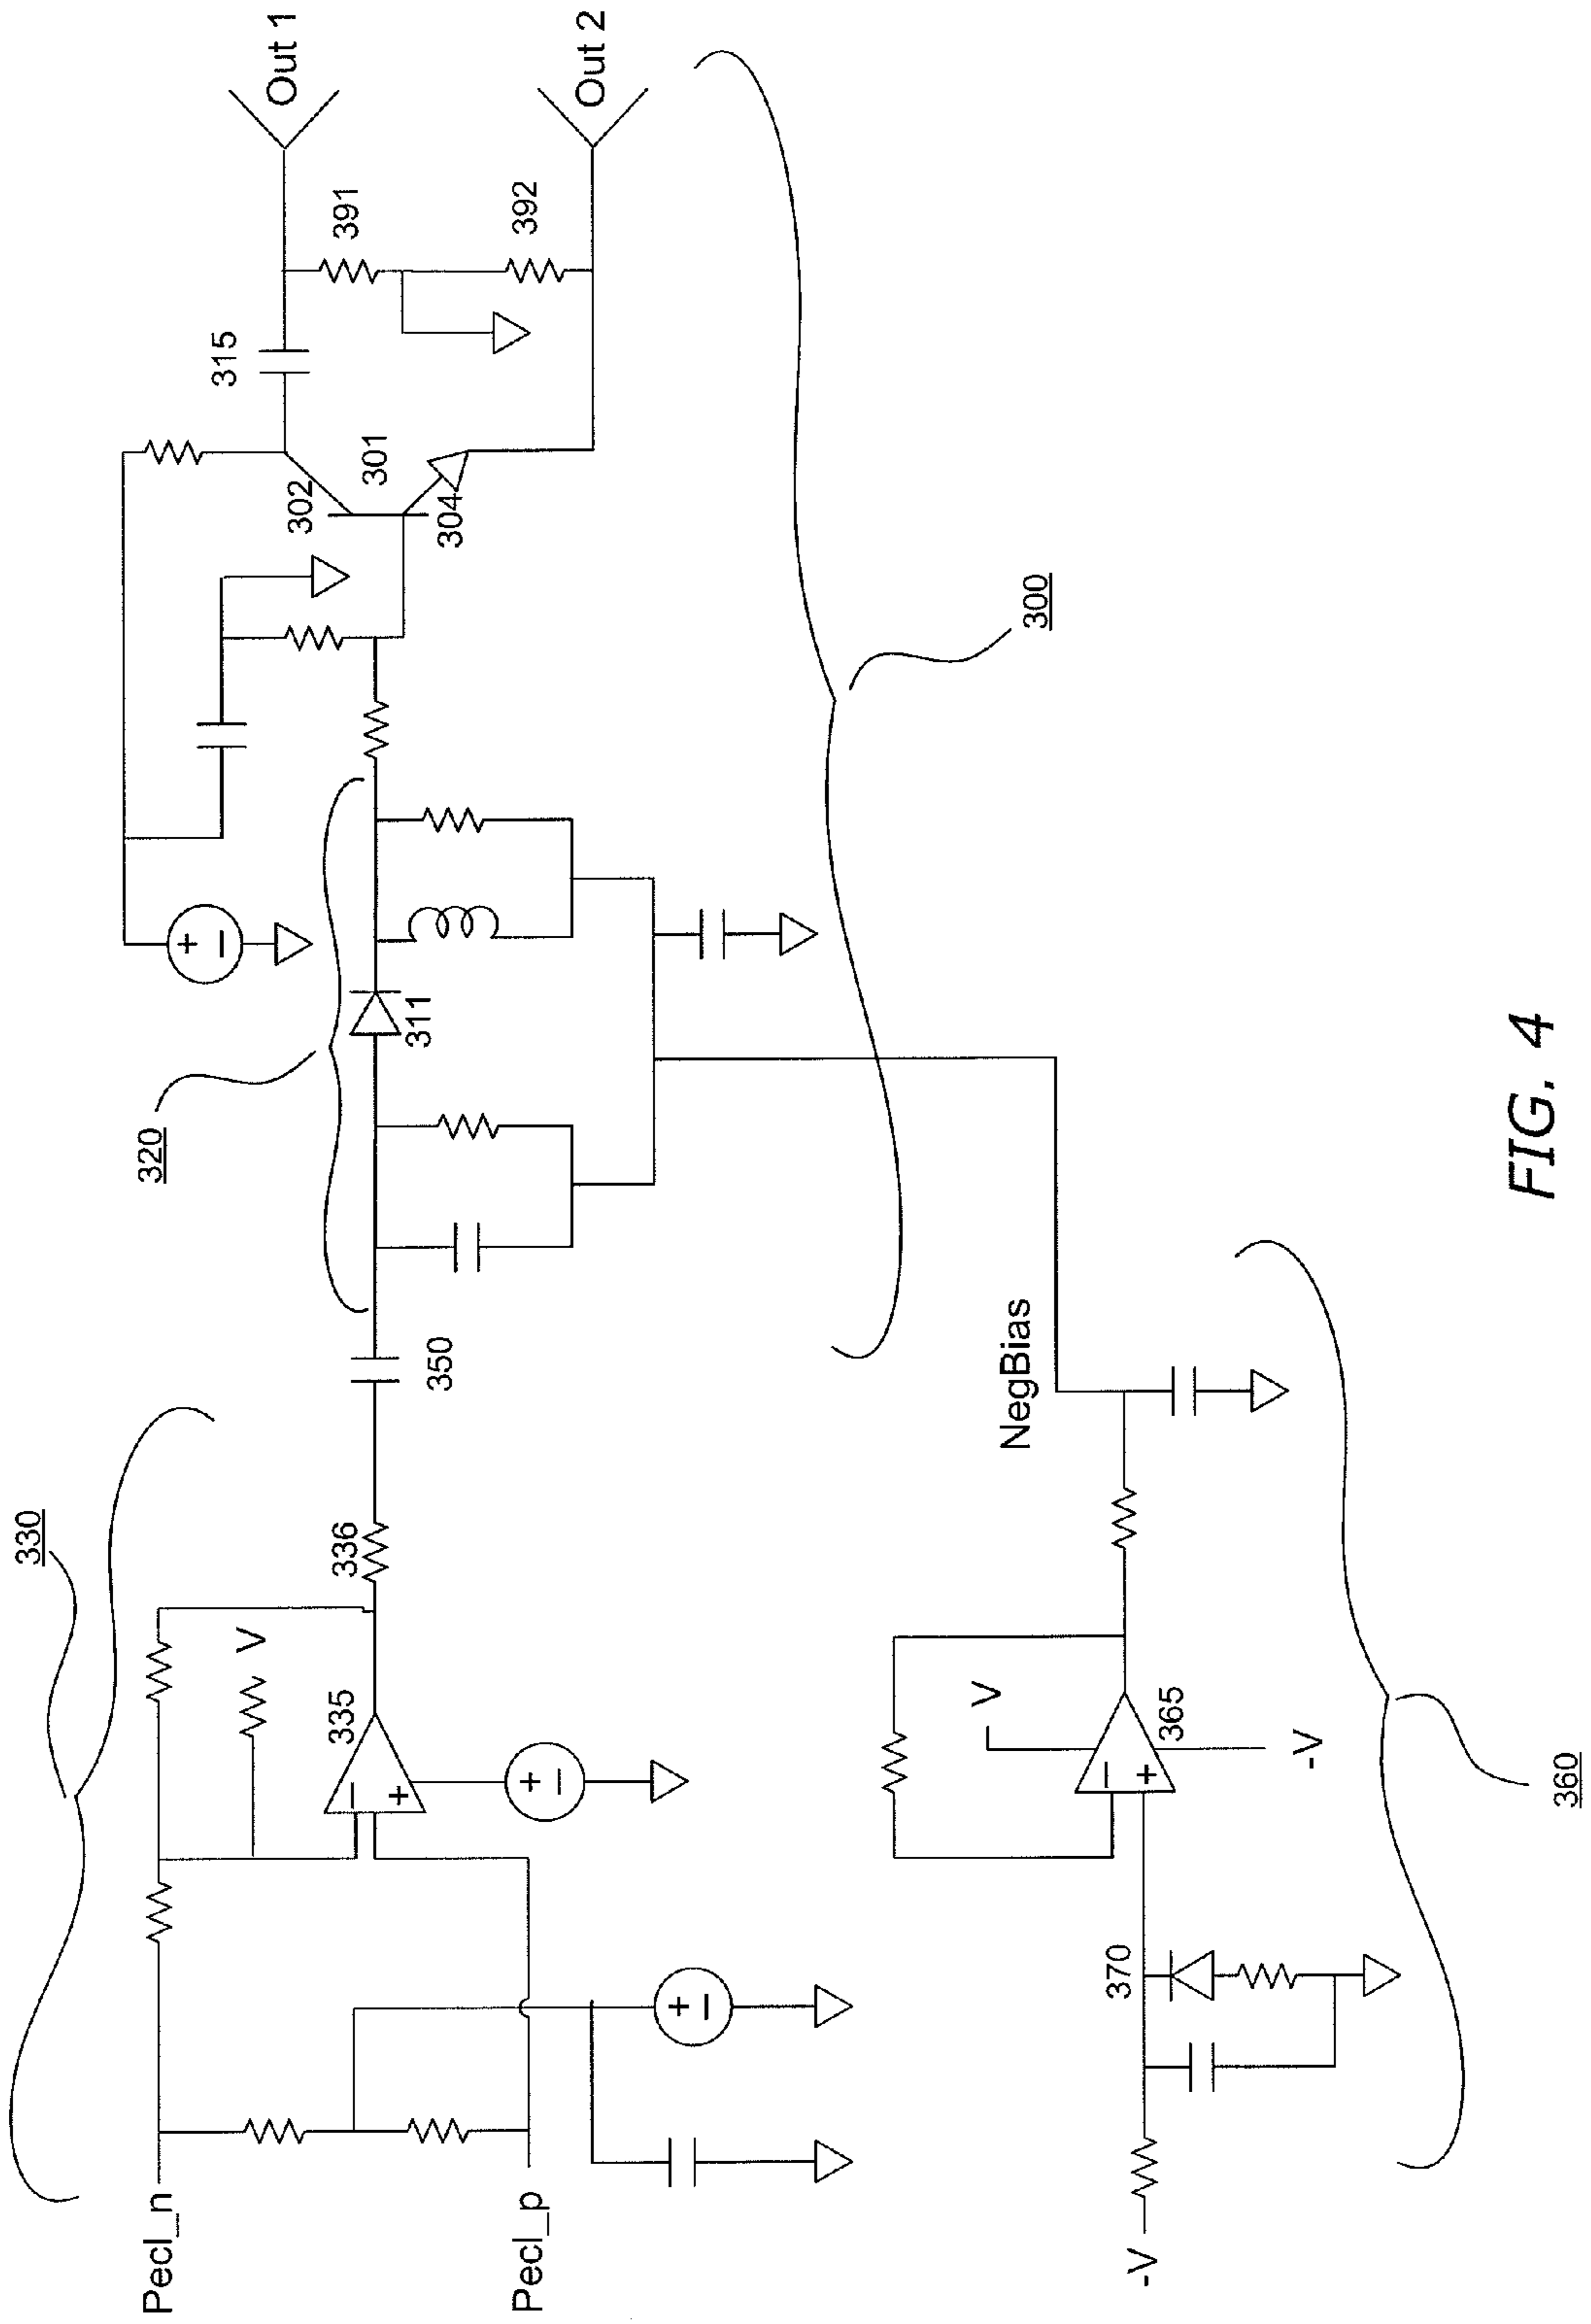 330
Pecl_n
Pecl_p
V
335
336
350
320
311
302
301
304
315
391
392
Out 1
Out 2
300
NegBias
-V
370
V
365
-V
360
+
−
+
−
+
−
−
+
−
+
FIG. 4